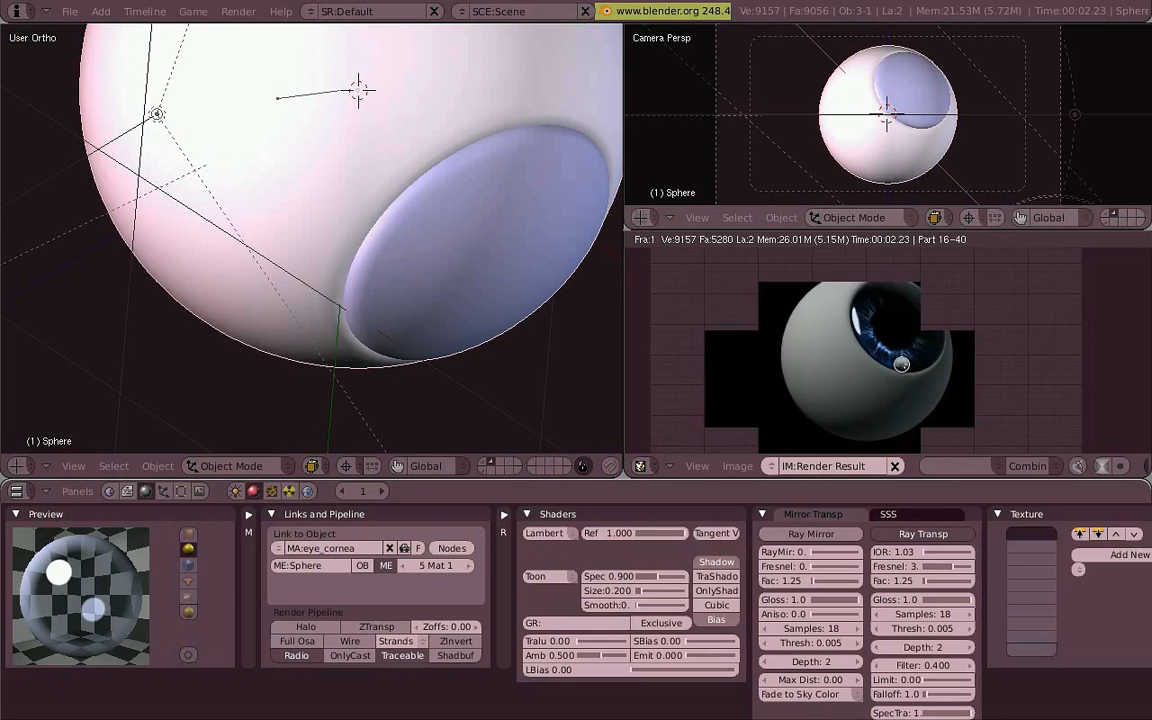 File Add Timeline Game Render Help SR:Default SCE:Scene www.blender.org 248.4 Ve:9157 | Fa:9056 | Ob:3-1 | La:2 | Mem:21.53M (5.72M) | Time:00:02.23 | Spher
User Ortho
Camera Persp
(1) Sphere
View Select Object Object Mode Global
Fra:1 Ve:9157 Fa:5280 La:2 Mem:26.01M (5.15M) Time:00:02.23 | Part 16-40
(1) Sphere
View Select Object Object Mode Global
View Image IM:Render Result Combin
Panels 1
Preview
M
Links and Pipeline
Link to Object
MA:eye_cornea F Nodes
ME:Sphere OB ME 5 Mat 1
Render Pipeline
Halo ZTransp Zoffs: 0.00
Full Osa Wire Strands ZInvert
Radio OnlyCast Traceable Shadbuf
R
Shaders
Lambert Ref 1.000 Tangent V
Shadow
Toon Spec 0.900 TraShado
Size:0.200 OnlyShad
Smooth:0. Cubic
GR: Exclusive Bias
Tralu 0.00 SBias 0.00
Amb 0.500 Emit 0.000
LBias 0.00
Mirror Transp SSS
Ray Mirror Ray Transp
RayMir: 0. IOR: 1.03
Fresnel: 0. Fresnel: 3.
Fac: 1.25 Fac: 1.25
Gloss: 1.0 Gloss: 1.0
Aniso: 0.0 Samples: 18
Samples: 18 Thresh: 0.005
Thresh: 0.005 Depth: 2
Depth: 2 Filter: 0.400
Max Dist: 0.00 Limit: 0.00
Fade to Sky Color Falloff: 1.0
SpecTra: 1.
Texture
Add New